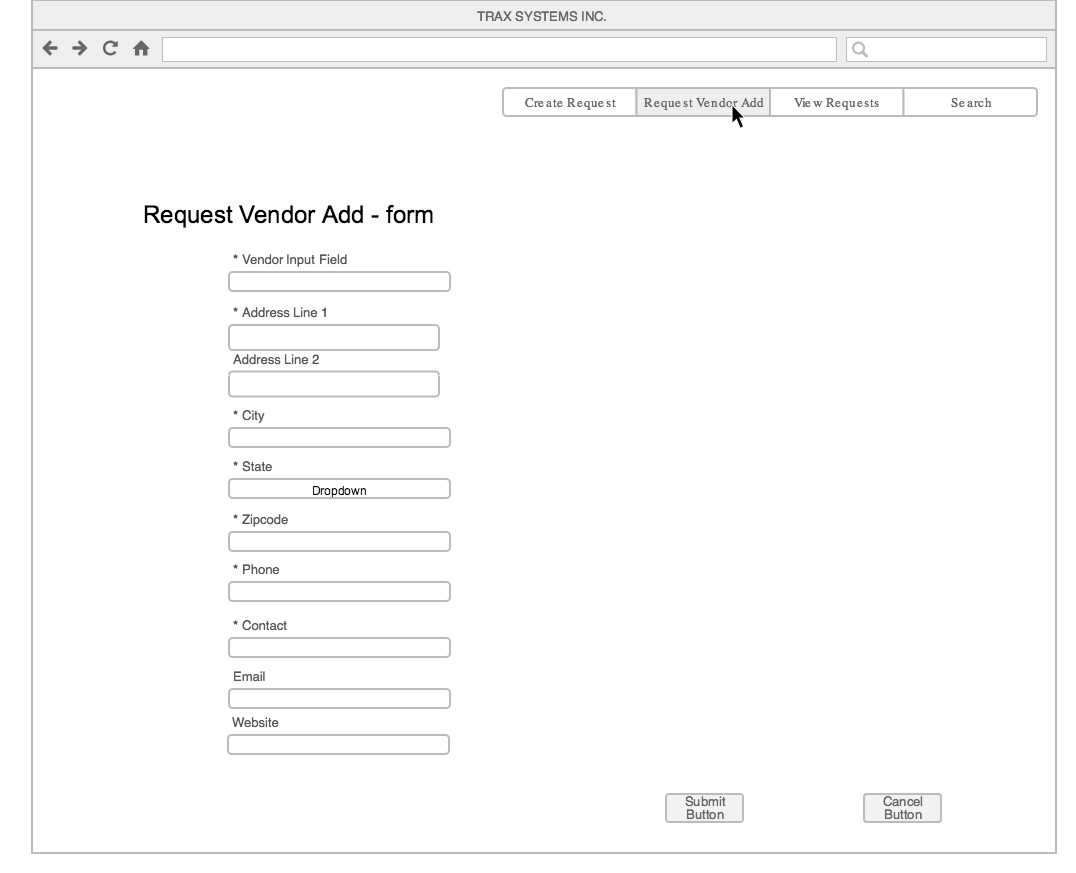 TRAX SYSTEMS INC.
Create Request Request Vendor Add View Requests Search
Request Vendor Add - form
* Vendor Input Field
* Address Line 1
Address Line 2
* City
* State
Dropdown
* Zipcode
* Phone
* Contact
Email
Website
Submit
Button
Cancel
Button